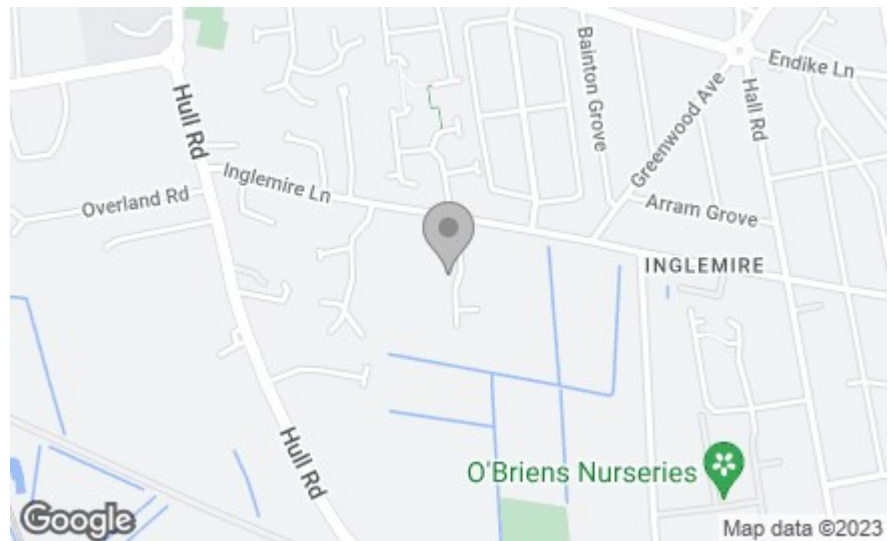 Bainton Grove
Endike Ln
Hull Rd
Greenwood Ave
Hall Rd
Inglemire Ln
Overland Rd
Arram Grove
INGLEMIRE
Hull Rd
O'Briens Nurseries
Google
Map data ©2023